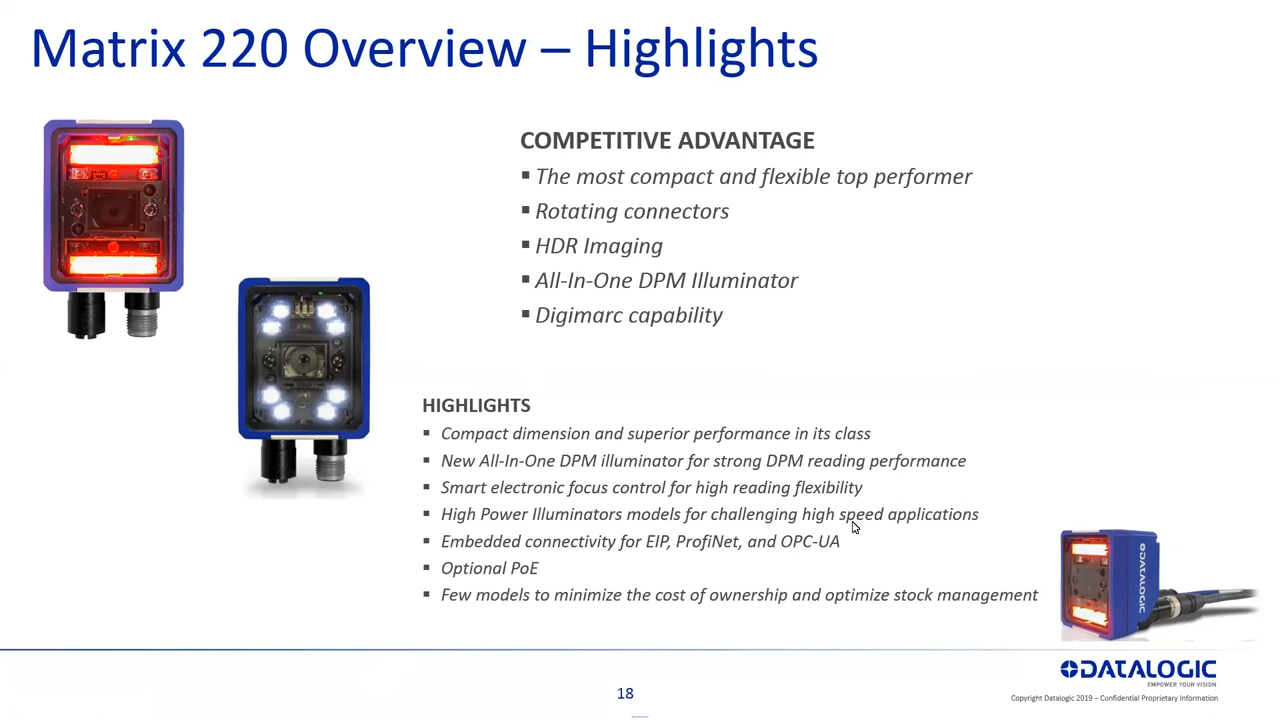 Matrix 220 Overview – Highlights
COMPETITIVE ADVANTAGE
▪ The most compact and flexible top performer
▪ Rotating connectors
▪ HDR Imaging
▪ All-In-One DPM Illuminator
▪ Digimarc capability
HIGHLIGHTS
▪ Compact dimension and superior performance in its class
▪ New All-In-One DPM illuminator for strong DPM reading performance
▪ Smart electronic focus control for high reading flexibility
▪ High Power Illuminators models for challenging high speed applications
▪ Embedded connectivity for EIP, ProfiNet, and OPC-UA
▪ Optional PoE
▪ Few models to minimize the cost of ownership and optimize stock management
DATALOGIC
DATALOGIC
EMPOWER YOUR VISION
18
Copyright Datalogic 2019 – Confidential Proprietary Information